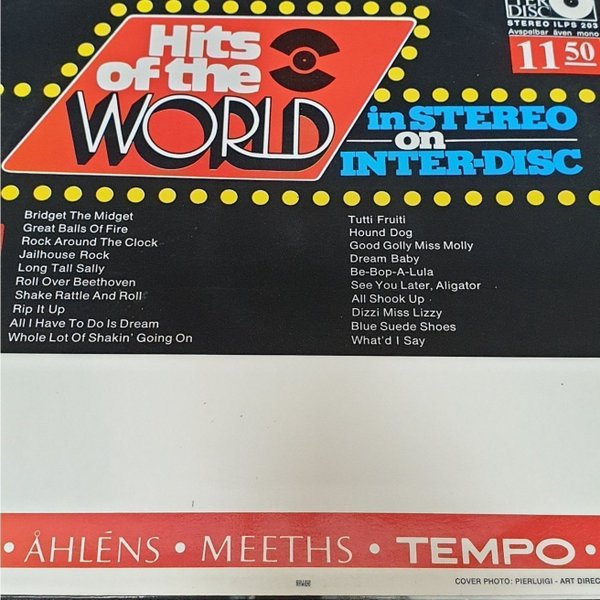 Hits
of the
WORLD
in STEREO
on
INTER-DISC
DISC
STEREO ILPS 203
Avspelbar även mono
11 50
Bridget The Midget
Great Balls Of Fire
Rock Around The Clock
Jailhouse Rock
Long Tall Sally
Roll Over Beethoven
Shake Rattle And Roll
Rip It Up
All I Have To Do Is Dream
Whole Lot Of Shakin' Going On
Tutti Fruiti
Hound Dog
Good Golly Miss Molly
Dream Baby
Be-Bop-A-Lula
See You Later, Aligator
All Shook Up
Dizzi Miss Lizzy
Blue Suede Shoes
What'd I Say
• ÅHLÉNS • MEETHS • TEMPO •
COVER PHOTO: PIERLUIGI - ART DIREC